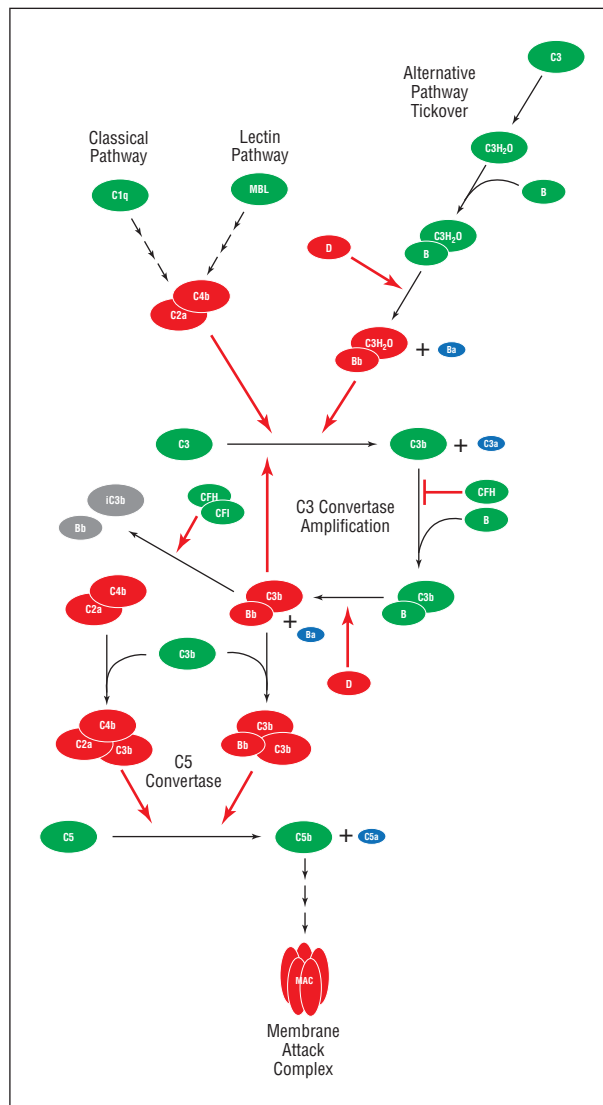 C3
Alternative
Pathway
Tickover
Classical
Pathway
Lectin
Pathway
C3H₂O
C1q
MBL
B
C3H₂O
B
D
C4b
C2a
C3H₂O
Bb
+
Ba
C3
C3b
+
C3a
iC3b
Bb
CFH
CFI
C3 Convertase
Amplification
CFH
B
C4b
C2a
C3b
Bb
+
Ba
C3b
B
C3b
D
C4b
C2a
C3b
C3b
Bb
C3b
C5
Convertase
C5
C5b
+
C5a
MAC
Membrane
Attack
Complex